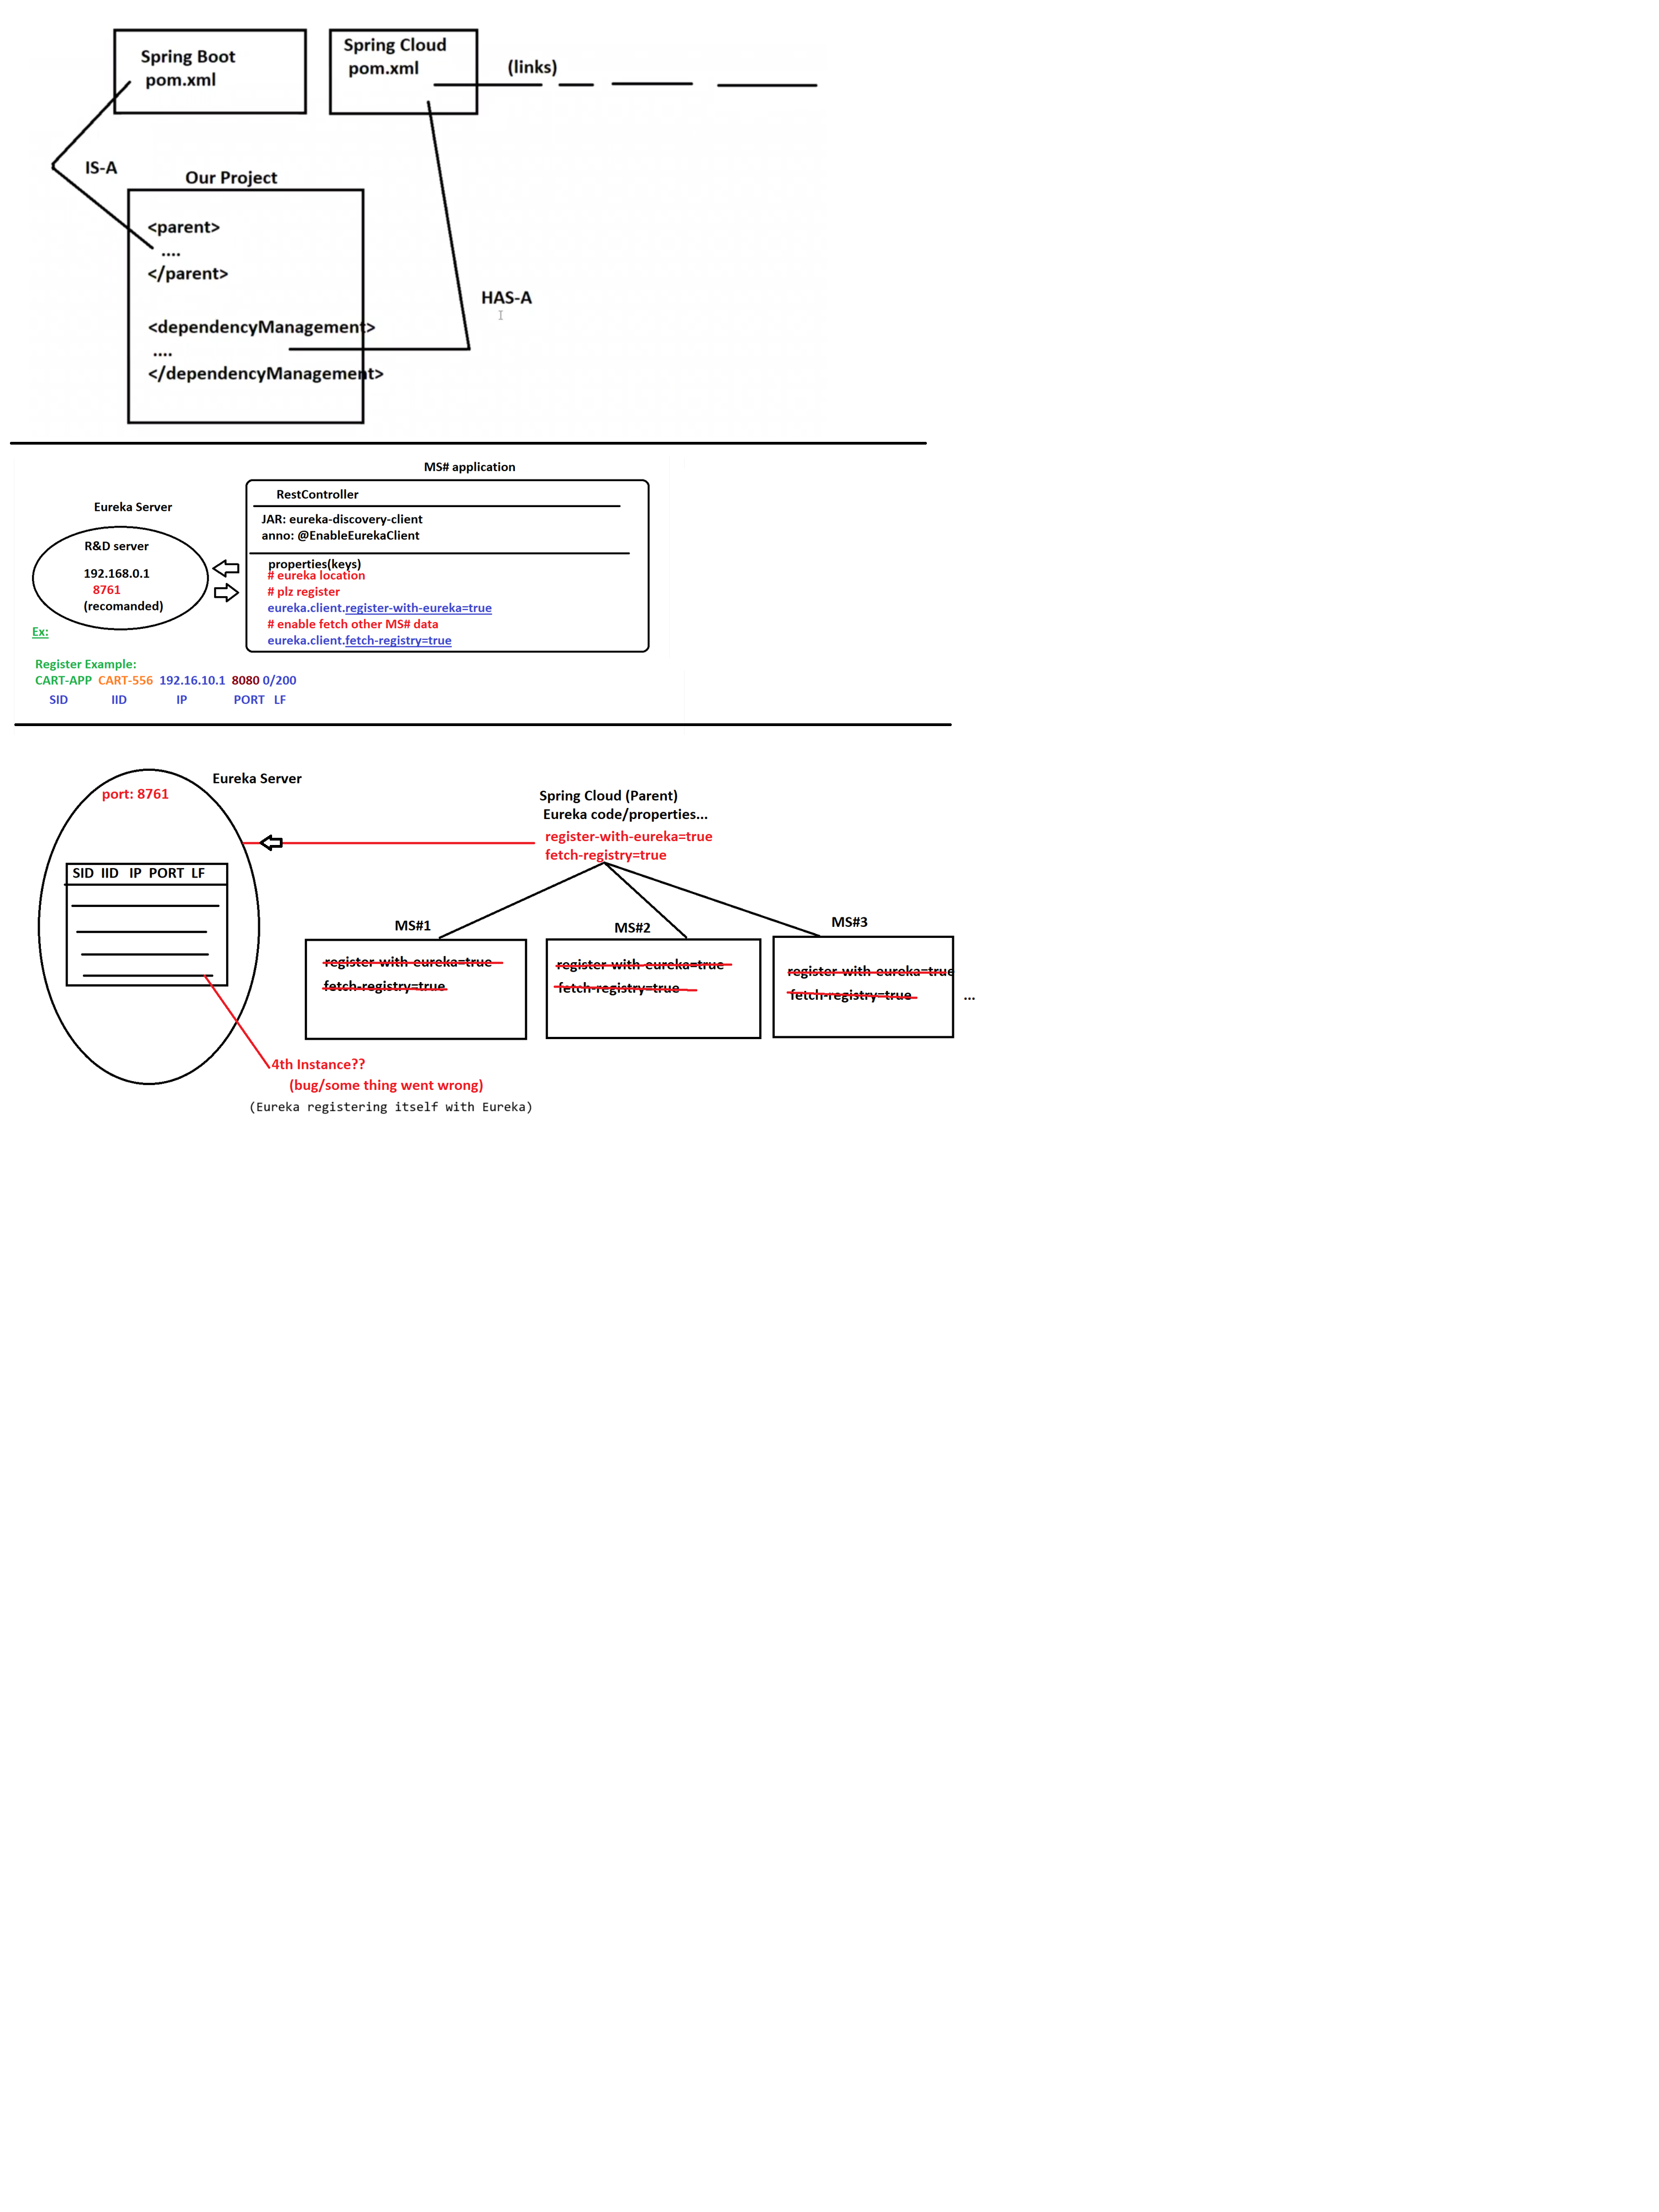 Spring Boot
pom.xml
Spring Cloud
pom.xml
(links)
IS-A
Our Project
<parent>
....
</parent>
<dependencyManagement>
....
</dependencyManagement>
HAS-A
MS# application
Eureka Server
R&D server
192.168.0.1
8761
(recomanded)
RestController
JAR: eureka-discovery-client
anno: @EnableEurekaClient
properties(keys)
# eureka location
# plz register
eureka.client.register-with-eureka=true
# enable fetch other MS# data
eureka.client.fetch-registry=true
Ex:
Register Example:
CART-APP CART-556 192.16.10.1 8080 0/200
SID IID IP PORT LF
Eureka Server
port: 8761
SID IID IP PORT LF
Spring Cloud (Parent)
Eureka code/properties...
register-with-eureka=true
fetch-registry=true
MS#1
register-with-eureka=true
fetch-registry=true
MS#2
register-with-eureka=true
fetch-registry=true
MS#3
register-with-eureka=true
fetch-registry=true
...
4th Instance??
(bug/some thing went wrong)
(Eureka registering itself with Eureka)